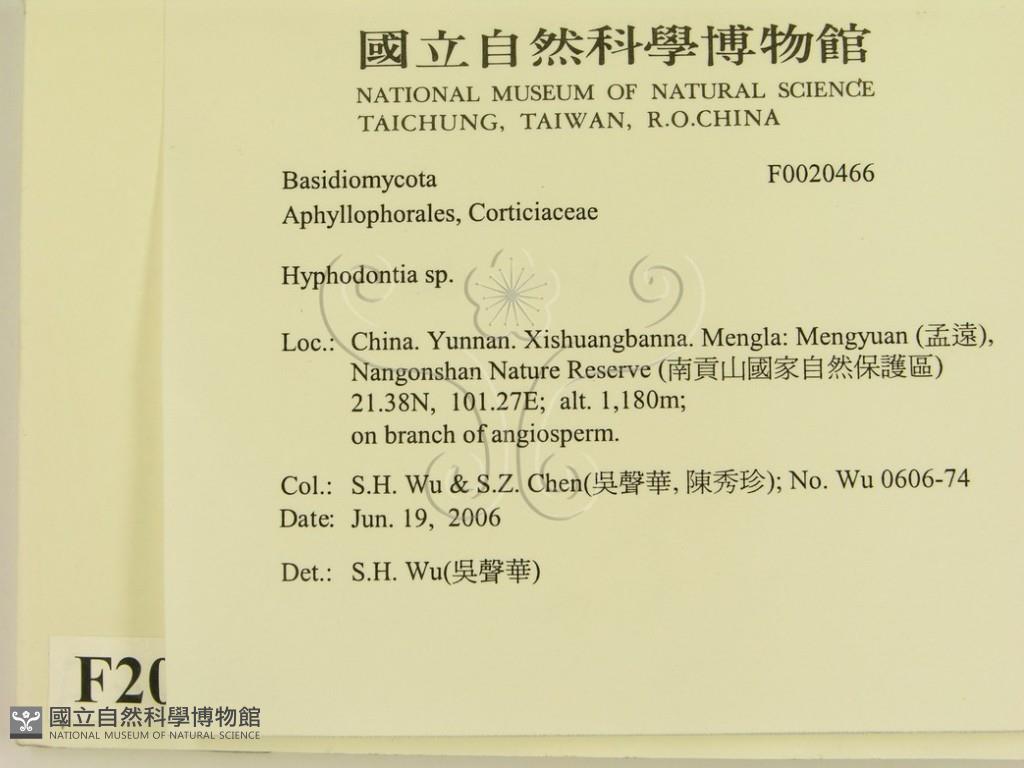 國立自然科學博物館
NATIONAL MUSEUM OF NATURAL SCIENCE
TAICHUNG, TAIWAN, R.O.CHINA
Basidiomycota F0020466
Aphyllophorales, Corticiaceae
Hyphodontia sp.
Loc.: China. Yunnan. Xishuangbanna. Mengla: Mengyuan (孟遠),
Nangonshan Nature Reserve (南貢山國家自然保護區)
21.38N, 101.27E; alt. 1,180m;
on branch of angiosperm.
Col.: S.H. Wu & S.Z. Chen(吳聲華, 陳秀珍); No. Wu 0606-74
Date: Jun. 19, 2006
Det.: S.H. Wu(吳聲華)
F20
國立自然科學博物館
NATIONAL MUSEUM OF NATURAL SCIENCE